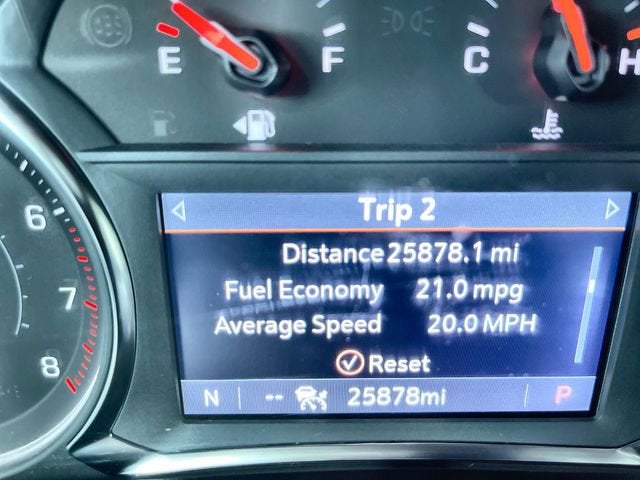 E F C H
6
7
8
Trip 2
Distance 25878.1 mi
Fuel Economy 21.0 mpg
Average Speed 20.0 MPH
Reset
N -- 25878mi P